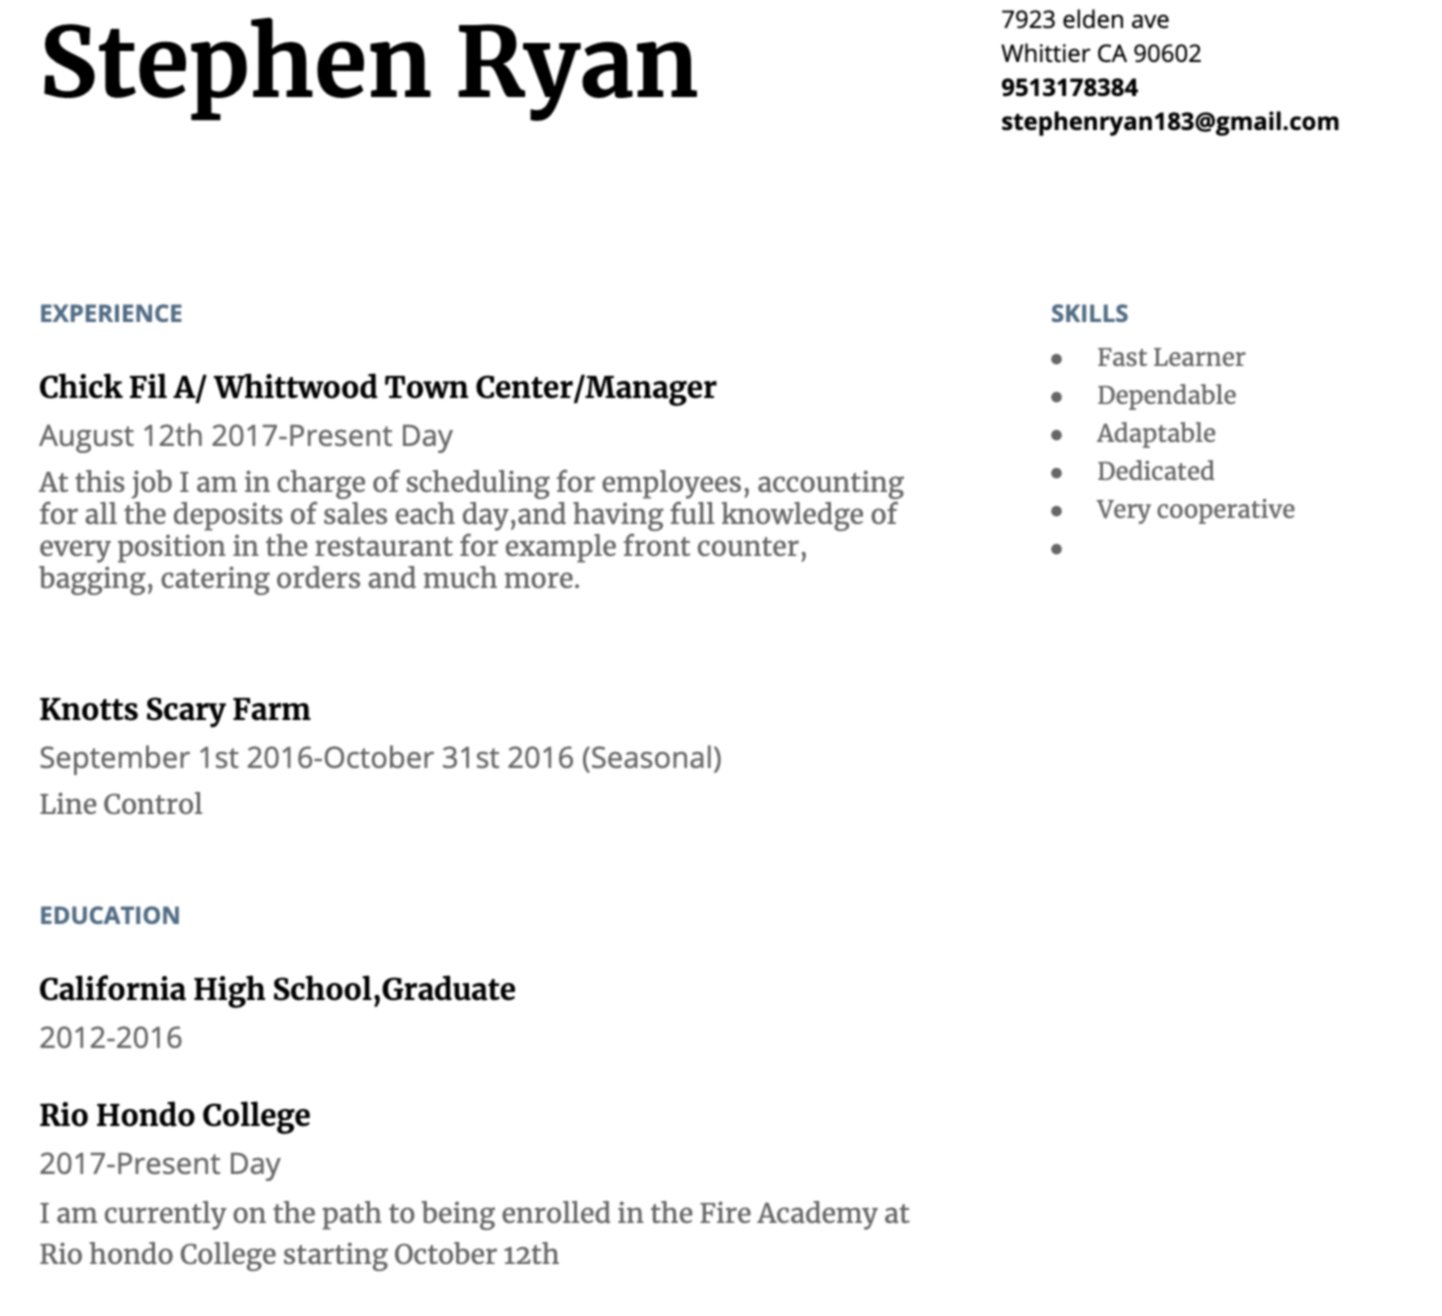 Stephen Ryan
7923 elden ave
Whittier CA 90602
9513178384
stephenryan183@gmail.com
EXPERIENCE
Chick Fil A/ Whittwood Town Center/Manager
August 12th 2017-Present Day
At this job I am in charge of scheduling for employees, accounting
for all the deposits of sales each day,and having full knowledge of
every position in the restaurant for example front counter,
bagging, catering orders and much more.
Knotts Scary Farm
September 1st 2016-October 31st 2016 (Seasonal)
Line Control
EDUCATION
California High School,Graduate
2012-2016
Rio Hondo College
2017-Present Day
I am currently on the path to being enrolled in the Fire Academy at
Rio hondo College starting October 12th
SKILLS
● Fast Learner
● Dependable
● Adaptable
● Dedicated
● Very cooperative
●